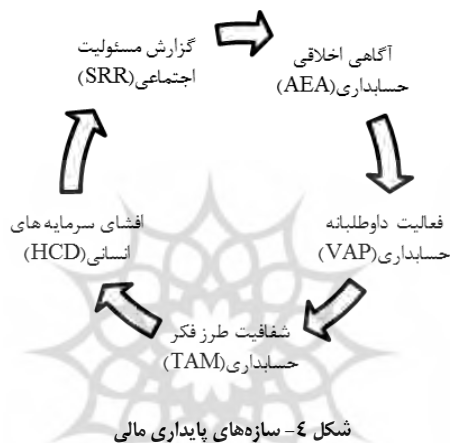 گزارش مسئولیت
اجتماعی(SRR)
آگاهی اخلاقی
حسابداری(AEA)
فعالیت داوطلبانه
حسابداری(VAP)
شفافیت طرز فکر
حسابداری(TAM)
افشای سرمایه های
انسانی(HCD)
شکل ٤- سازه‌های پایداری مالی